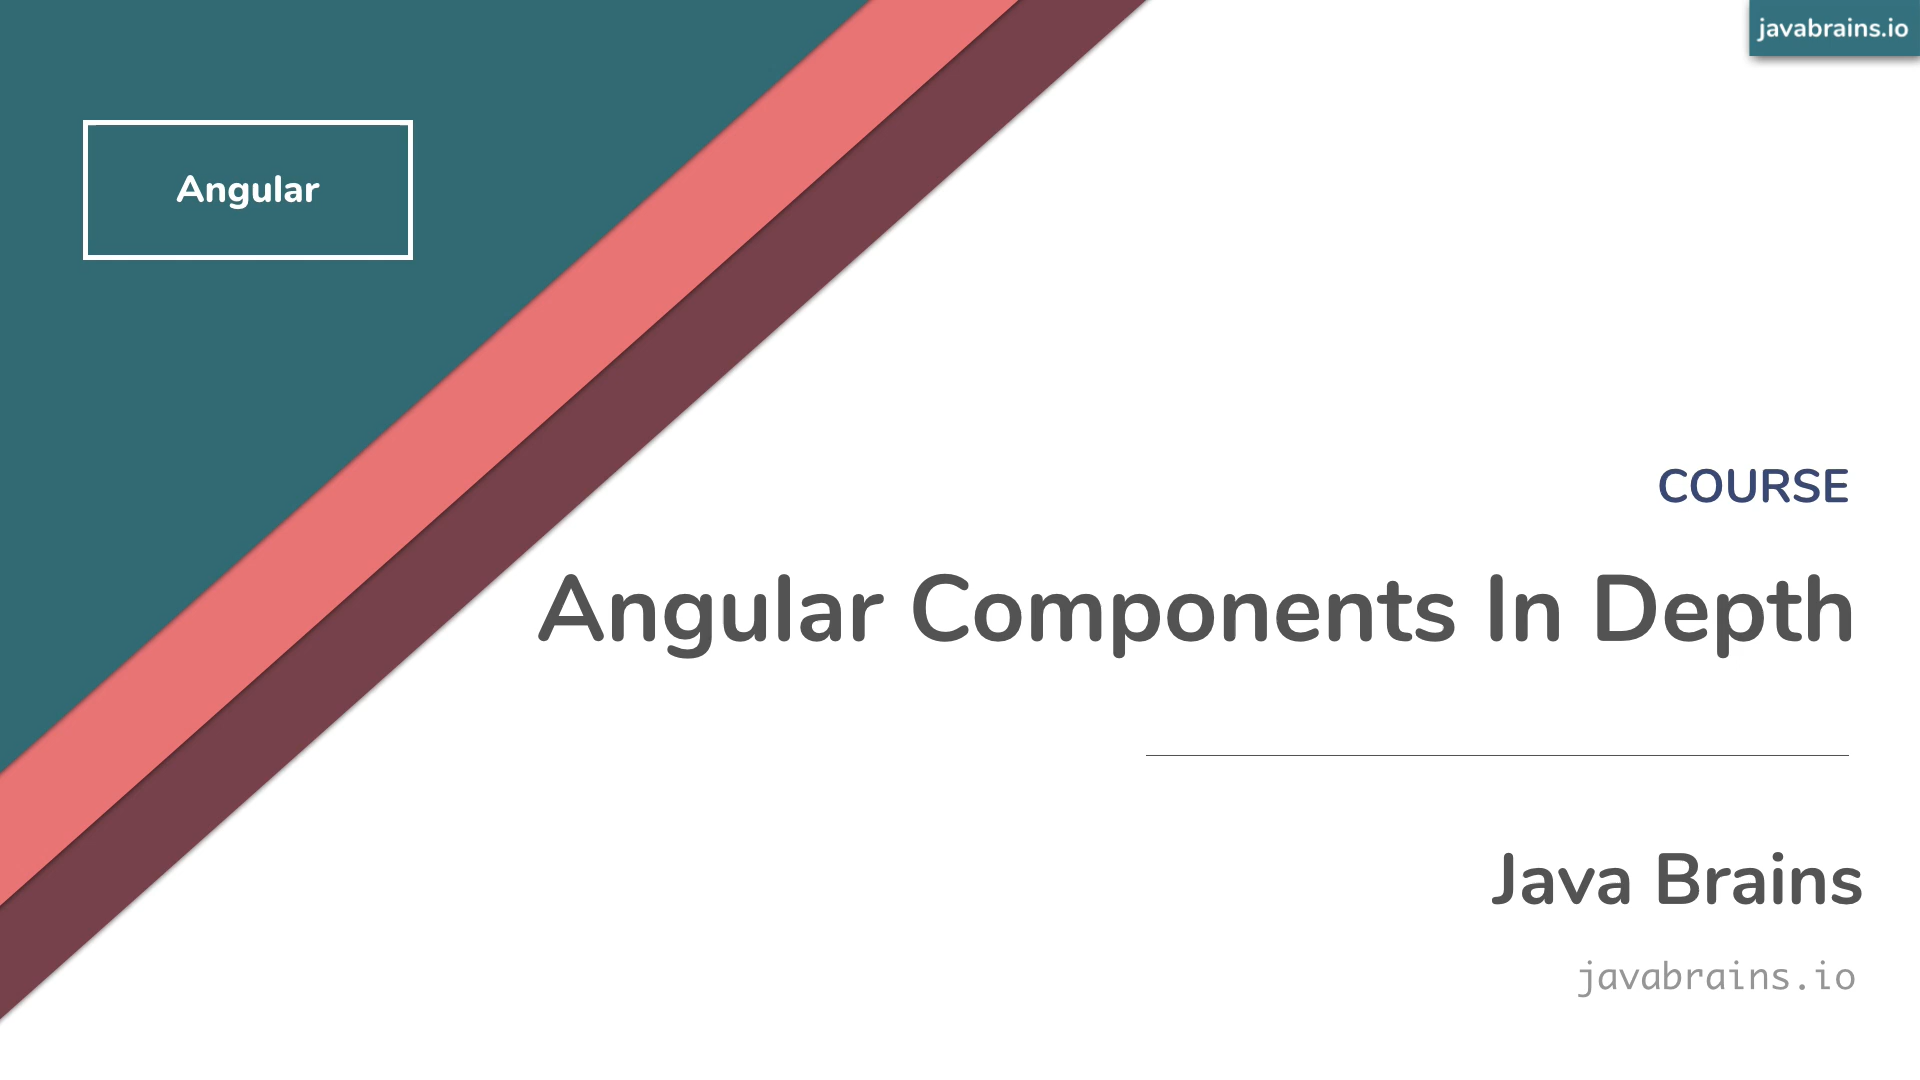 javabrains.io
Angular
COURSE
Angular Components In Depth
Java Brains
javabrains.io